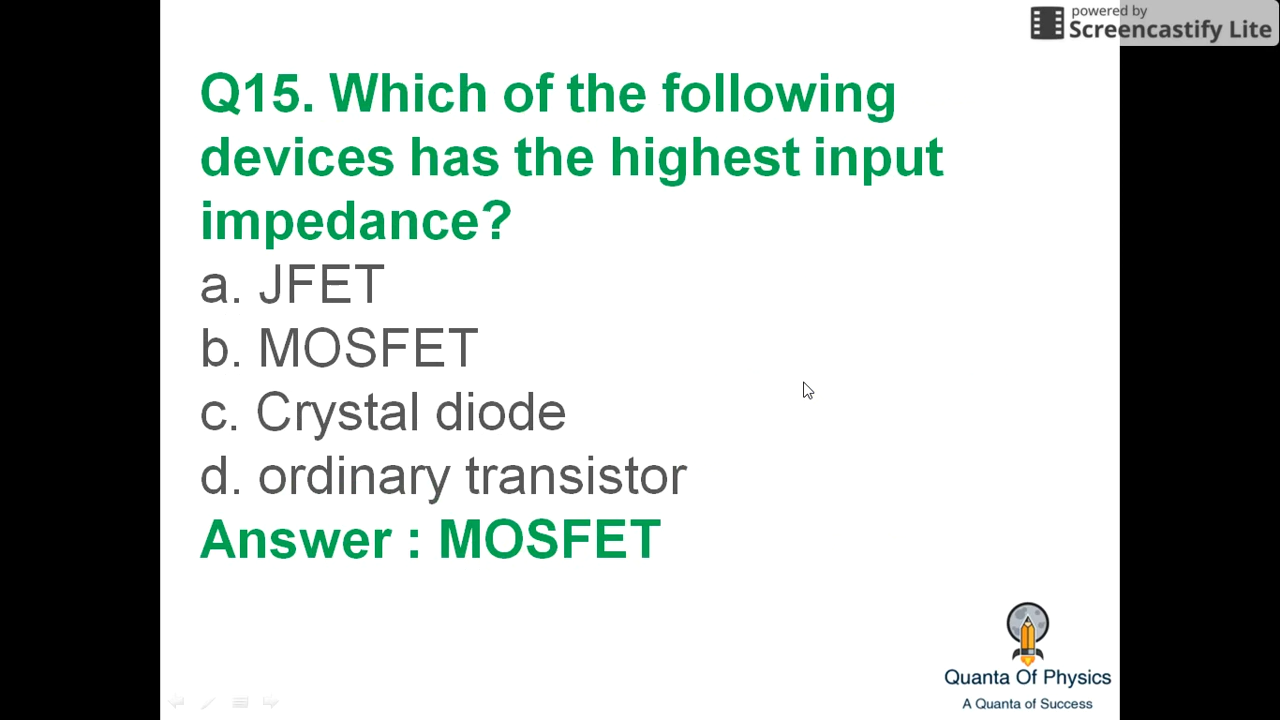 powered by
Screencastify Lite
Q15. Which of the following
devices has the highest input
impedance?
a. JFET
b. MOSFET
c. Crystal diode
d. ordinary transistor
Answer : MOSFET
Quanta Of Physics
A Quanta of Success